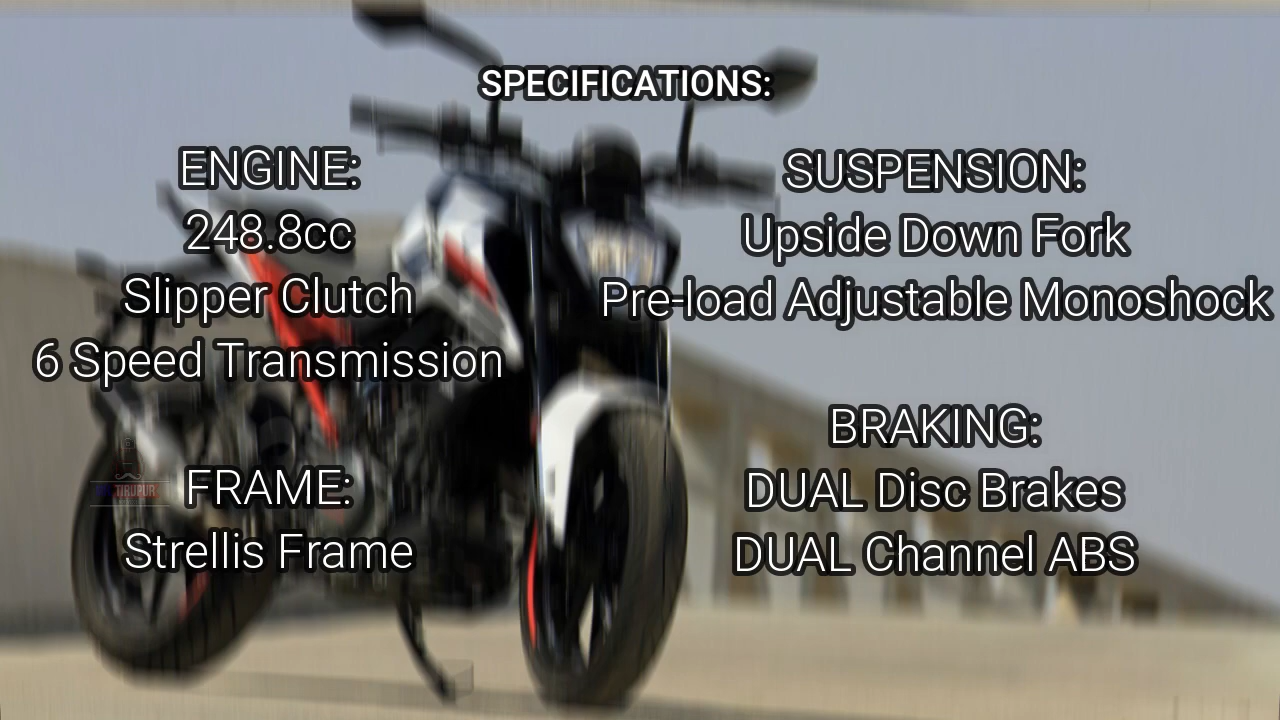 SPECIFICATIONS:
ENGINE:
248.8cc
Slipper Clutch
6 Speed Transmission
FRAME:
Strellis Frame
SUSPENSION:
Upside Down Fork
Pre-load Adjustable Monoshock
BRAKING:
DUAL Disc Brakes
DUAL Channel ABS
TIRUPUR